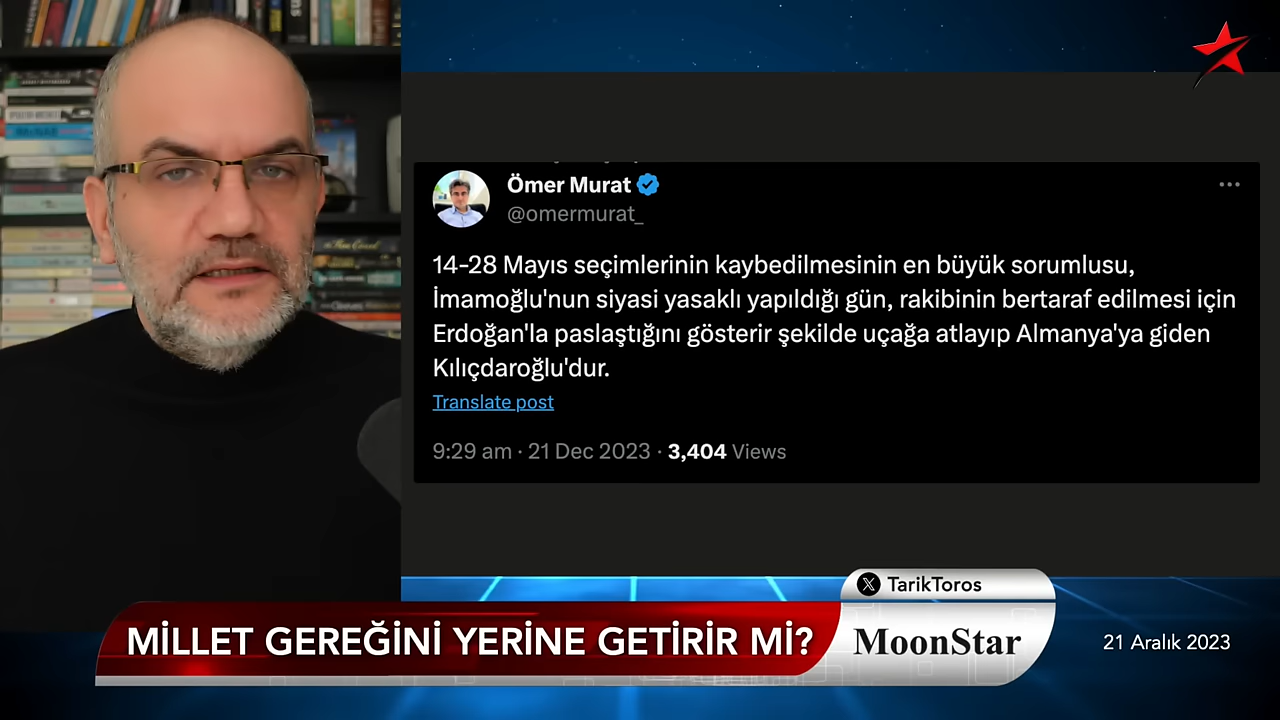 Ömer Murat
@omermurat_
14-28 Mayıs seçimlerinin kaybedilmesinin en büyük sorumlusu,
İmamoğlu'nun siyasi yasaklı yapıldığı gün, rakibinin bertaraf edilmesi için
Erdoğan'la paslaştığını gösterir şekilde uçağa atlayıp Almanya'ya giden
Kılıçdaroğlu'dur.
Translate post
9:29 am · 21 Dec 2023 · 3,404 Views
TarikToros
MİLLET GEREĞİNİ YERİNE GETİRİR Mİ?
MoonStar
21 Aralık 2023